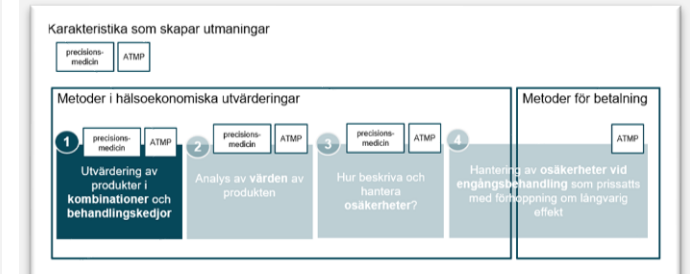 Karakteristika som skapar utmaningar
precisions-
medicin
ATMP
Metoder i hälsoekonomiska utvärderingar
Metoder för betalning
1
precisions-
medicin
ATMP
Utvärdering av
produkter i
kombinationer och
behandlingskedjor
2
precisions-
medicin
ATMP
Analys av värden av
produkten
3
precisions-
medicin
ATMP
Hur beskriva och
hantera
osäkerheter?
4
ATMP
Hantering av osäkerheter vid
engångsbehandling som prissatts
med förhoppning om långvarig
effekt